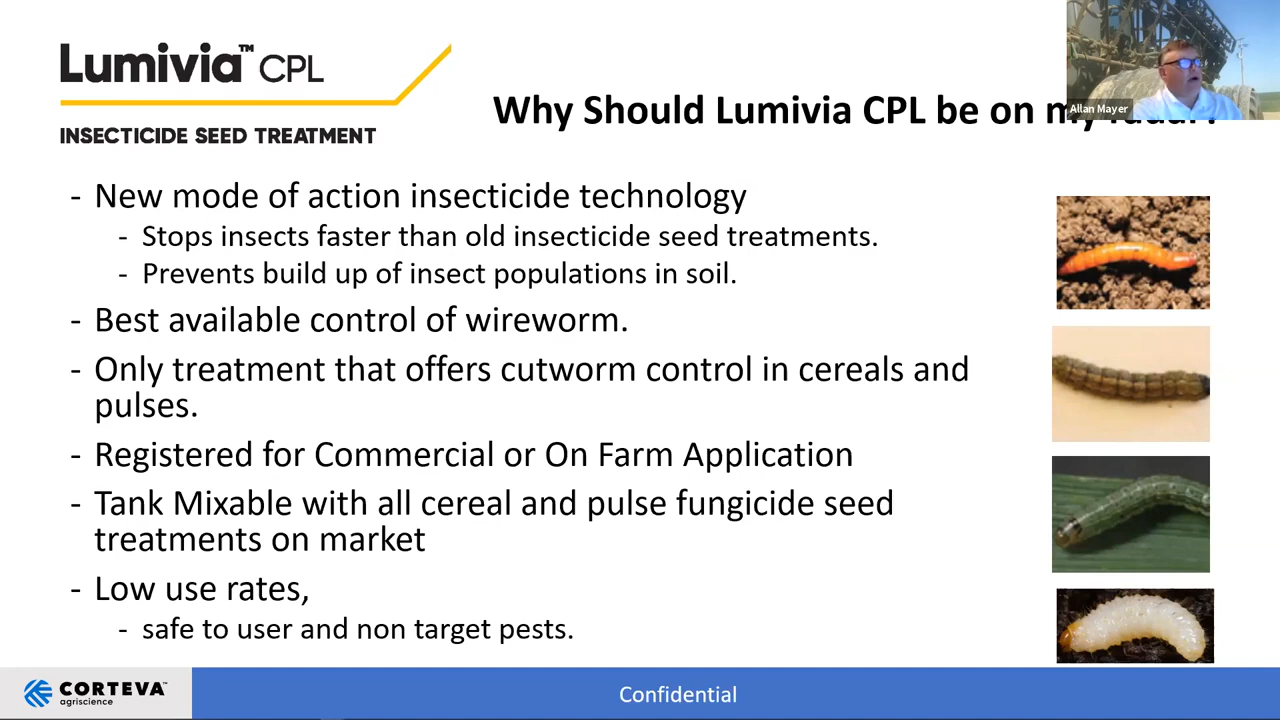 Lumivia™ CPL
INSECTICIDE SEED TREATMENT
Allan Mayer
Why Should Lumivia CPL be on my
- New mode of action insecticide technology
- Stops insects faster than old insecticide seed treatments.
- Prevents build up of insect populations in soil.
- Best available control of wireworm.
- Only treatment that offers cutworm control in cereals and
pulses.
- Registered for Commercial or On Farm Application
- Tank Mixable with all cereal and pulse fungicide seed
treatments on market
- Low use rates,
- safe to user and non target pests.
CORTEVA™
agriscience
Confidential